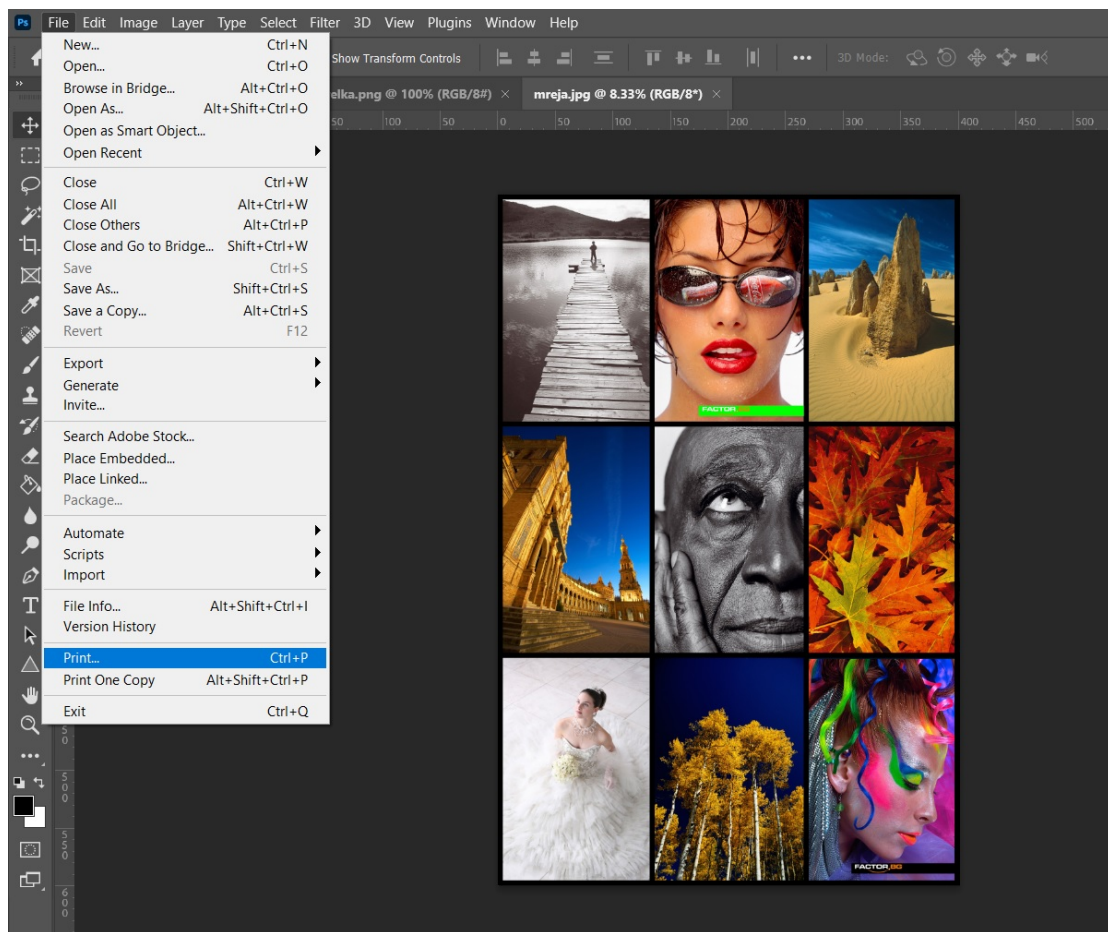 Ps File Edit Image Layer Type Select Filter 3D View Plugins Window Help
Show Transform Controls 3D Mode:
elka.png @ 100% (RGB/8#) × mreja.jpg @ 8.33% (RGB/8*) ×
50 100 50 0 50 100 150 200 250 300 350 400 450 500
New... Ctrl+N
Open... Ctrl+O
Browse in Bridge... Alt+Ctrl+O
Open As... Alt+Shift+Ctrl+O
Open as Smart Object...
Open Recent
Close Ctrl+W
Close All Alt+Ctrl+W
Close Others Alt+Ctrl+P
Close and Go to Bridge... Shift+Ctrl+W
Save Ctrl+S
Save As... Shift+Ctrl+S
Save a Copy... Alt+Ctrl+S
Revert F12
Export
Generate
Invite...
Search Adobe Stock...
Place Embedded...
Place Linked...
Package...
Automate
Scripts
Import
File Info... Alt+Shift+Ctrl+I
Version History
Print... Ctrl+P
Print One Copy Alt+Shift+Ctrl+P
Exit Ctrl+Q
50
500
550
600
FACTOR
FACTOR.BG